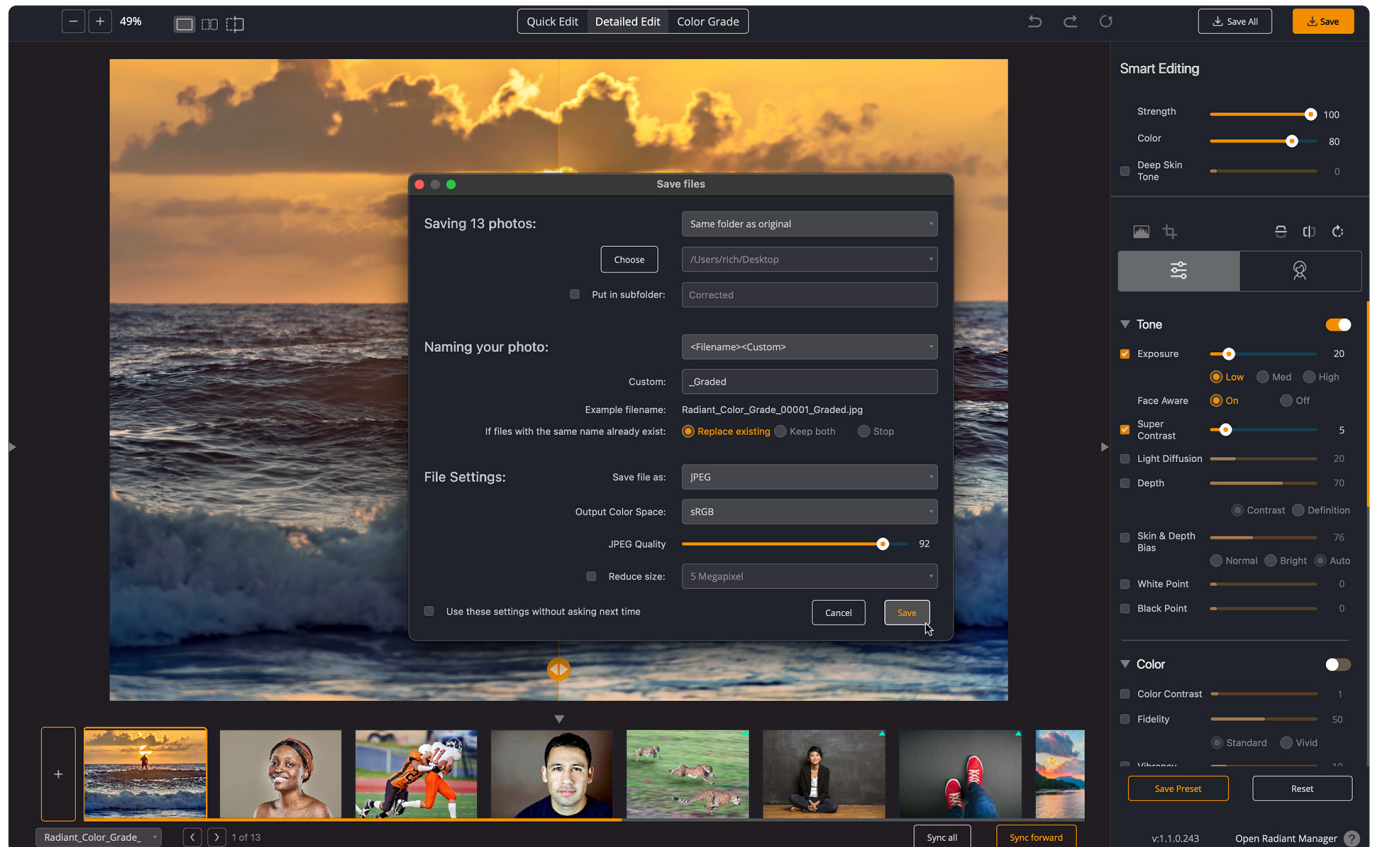 49%
Quick Edit Detailed Edit Color Grade
Save All
Save
Smart Editing
Strength 100
Color 80
Deep Skin Tone 0
Save files
Saving 13 photos:
Same folder as original
Choose
/Users/rich/Desktop
Put in subfolder:
Corrected
Naming your photo:
<Filename><Custom>
Custom:
_Graded
Example filename:
Radiant_Color_Grade_00001_Graded.jpg
If files with the same name already exist:
Replace existing Keep both Stop
File Settings:
Save file as:
JPEG
Output Color Space:
sRGB
JPEG Quality
92
Reduce size:
5 Megapixel
Use these settings without asking next time
Cancel
Save
Tone
Exposure 20
Low Med High
Face Aware On Off
Super Contrast 5
Light Diffusion 20
Depth 70
Contrast Definition
Skin & Depth Bias 76
Normal Bright Auto
White Point 0
Black Point 0
Color
Color Contrast 1
Fidelity 50
Standard Vivid
Vibrancy 10
Save Preset
Reset
Radiant_Color_Grade_
1 of 13
Sync all
Sync forward
v:1.1.0.243
Open Radiant Manager ?